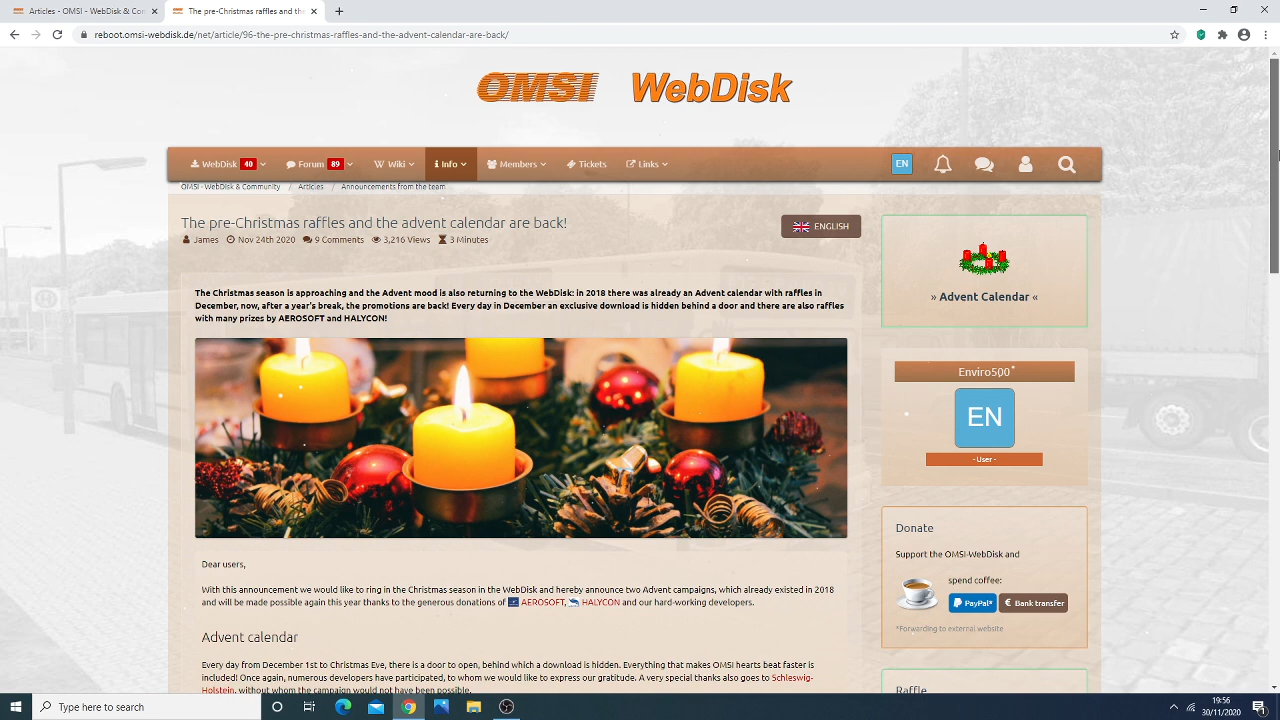 Articles - OMSI - WebDisk & Com
The pre-Christmas raffles and the
reboot.omsi-webdisk.de/net/article/96-the-pre-christmas-raffles-and-the-advent-calendar-are-back/
OMSI WebDisk
WebDisk 40 Forum 89 Wiki Info Members Tickets Links EN
OMSI - WebDisk & Community / Articles / Announcements from the team
The pre-Christmas raffles and the advent calendar are back!
James Nov 24th 2020 9 Comments 3,216 Views 3 Minutes
ENGLISH
The Christmas season is approaching and the Advent mood is also returning to the WebDisk: in 2018 there was already an Advent calendar with raffles in
December, now, after a year's break, the promotions are back! Every day in December an exclusive download is hidden behind a door and there are also raffles
with many prizes by AEROSOFT and HALYCON!
Dear users,
With this announcement we would like to ring in the Christmas season in the WebDisk and hereby announce two Advent campaigns, which already existed in 2018
and will be made possible again this year thanks to the generous donations of AEROSOFT, HALYCON and our hard-working developers.
Advent calendar
Every day from December 1st to Christmas Eve, there is a door to open, behind which a download is hidden. Everything that makes OMSI hearts beat faster is
included! Once again, numerous developers have participated, to whom we would like to express our gratitude. A very special thanks also goes to Schleswig-
Holstein, without whom the campaign would not have been possible.
» Advent Calendar «
Enviro500*
EN
- User -
Donate
Support the OMSI-WebDisk and
spend coffee:
PayPal* € Bank transfer
*Forwarding to external website
Raffle
Type here to search
19:56
30/11/2020
1